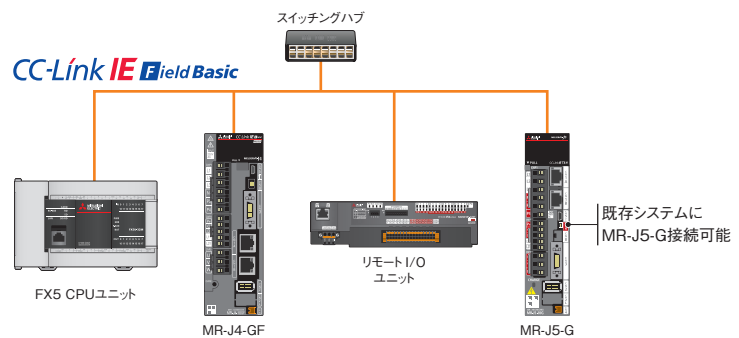 スイッチングハブ
CC-Link IE Field Basic
既存システムに
MR-J5-G接続可能
リモートI/O
ユニット
FX5 CPUユニット
MR-J4-GF
MR-J5-G